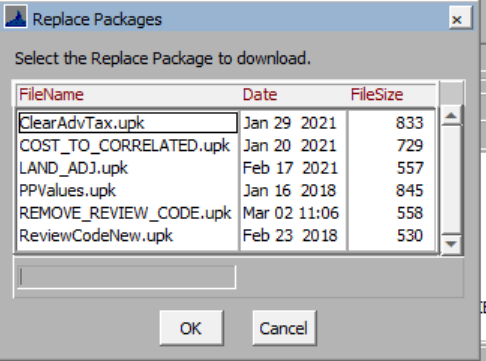 Replace Packages
Select the Replace Package to download.
FileName Date FileSize
ClearAdvTax.upk Jan 29 2021 833
COST_TO_CORRELATED.upk Jan 20 2021 729
LAND_ADJ.upk Feb 17 2021 557
PPValues.upk Jan 16 2018 845
REMOVE_REVIEW_CODE.upk Mar 02 11:06 558
ReviewCodeNew.upk Feb 23 2018 530
OK Cancel